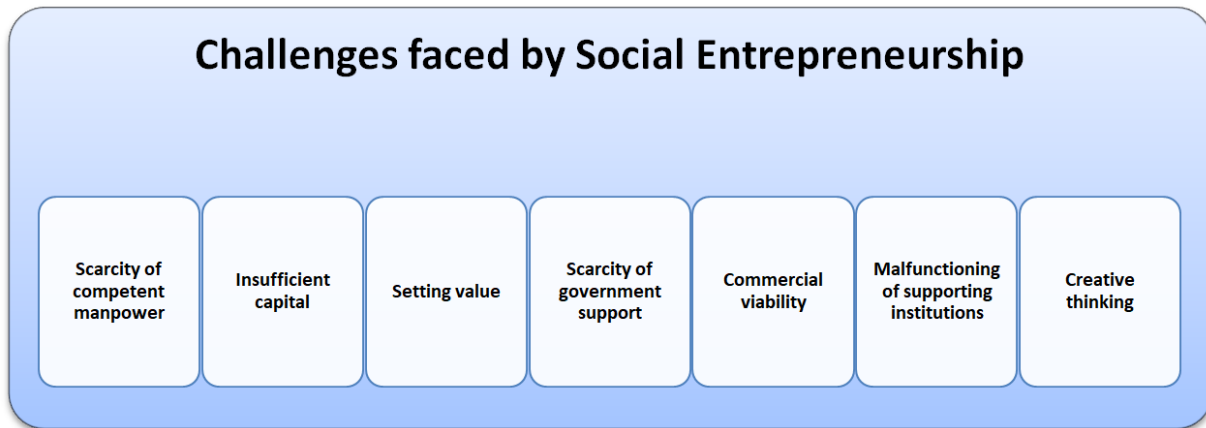 Challenges faced by Social Entrepreneurship
Scarcity of
competent
manpower
Insufficient
capital
Setting value
Scarcity of
government
support
Commercial
viability
Malfunctioning
of supporting
institutions
Creative
thinking